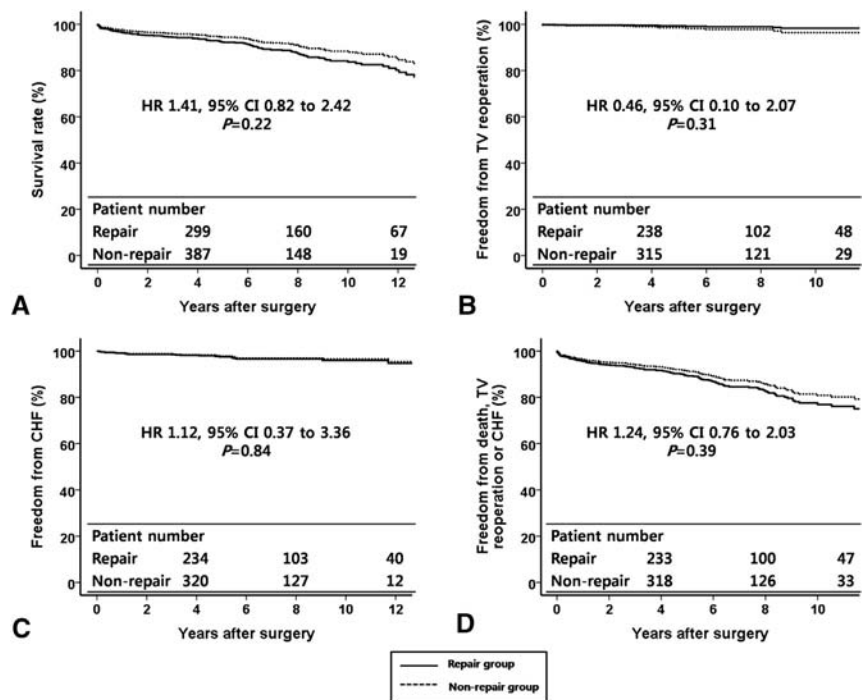 100
80
60
40
20
0
Survival rate (%)
HR 1.41, 95% CI 0.82 to 2.42
P=0.22
Patient number
Repair 299 160 67
Non-repair 387 148 19
0 2 4 6 8 10 12
Years after surgery
A
100
80
60
40
20
0
Freedom from TV reoperation (%)
HR 0.46, 95% CI 0.10 to 2.07
P=0.31
Patient number
Repair 238 102 48
Non-repair 315 121 29
0 2 4 6 8 10
Years after surgery
B
100
80
60
40
20
0
Freedom from CHF (%)
HR 1.12, 95% CI 0.37 to 3.36
P=0.84
Patient number
Repair 234 103 40
Non-repair 320 127 12
0 2 4 6 8 10 12
Years after surgery
C
100
80
60
40
20
0
Freedom from death, TV
reoperation or CHF (%)
HR 1.24, 95% CI 0.76 to 2.03
P=0.39
Patient number
Repair 233 100 47
Non-repair 318 126 33
0 2 4 6 8 10
Years after surgery
D
Repair group
Non-repair group